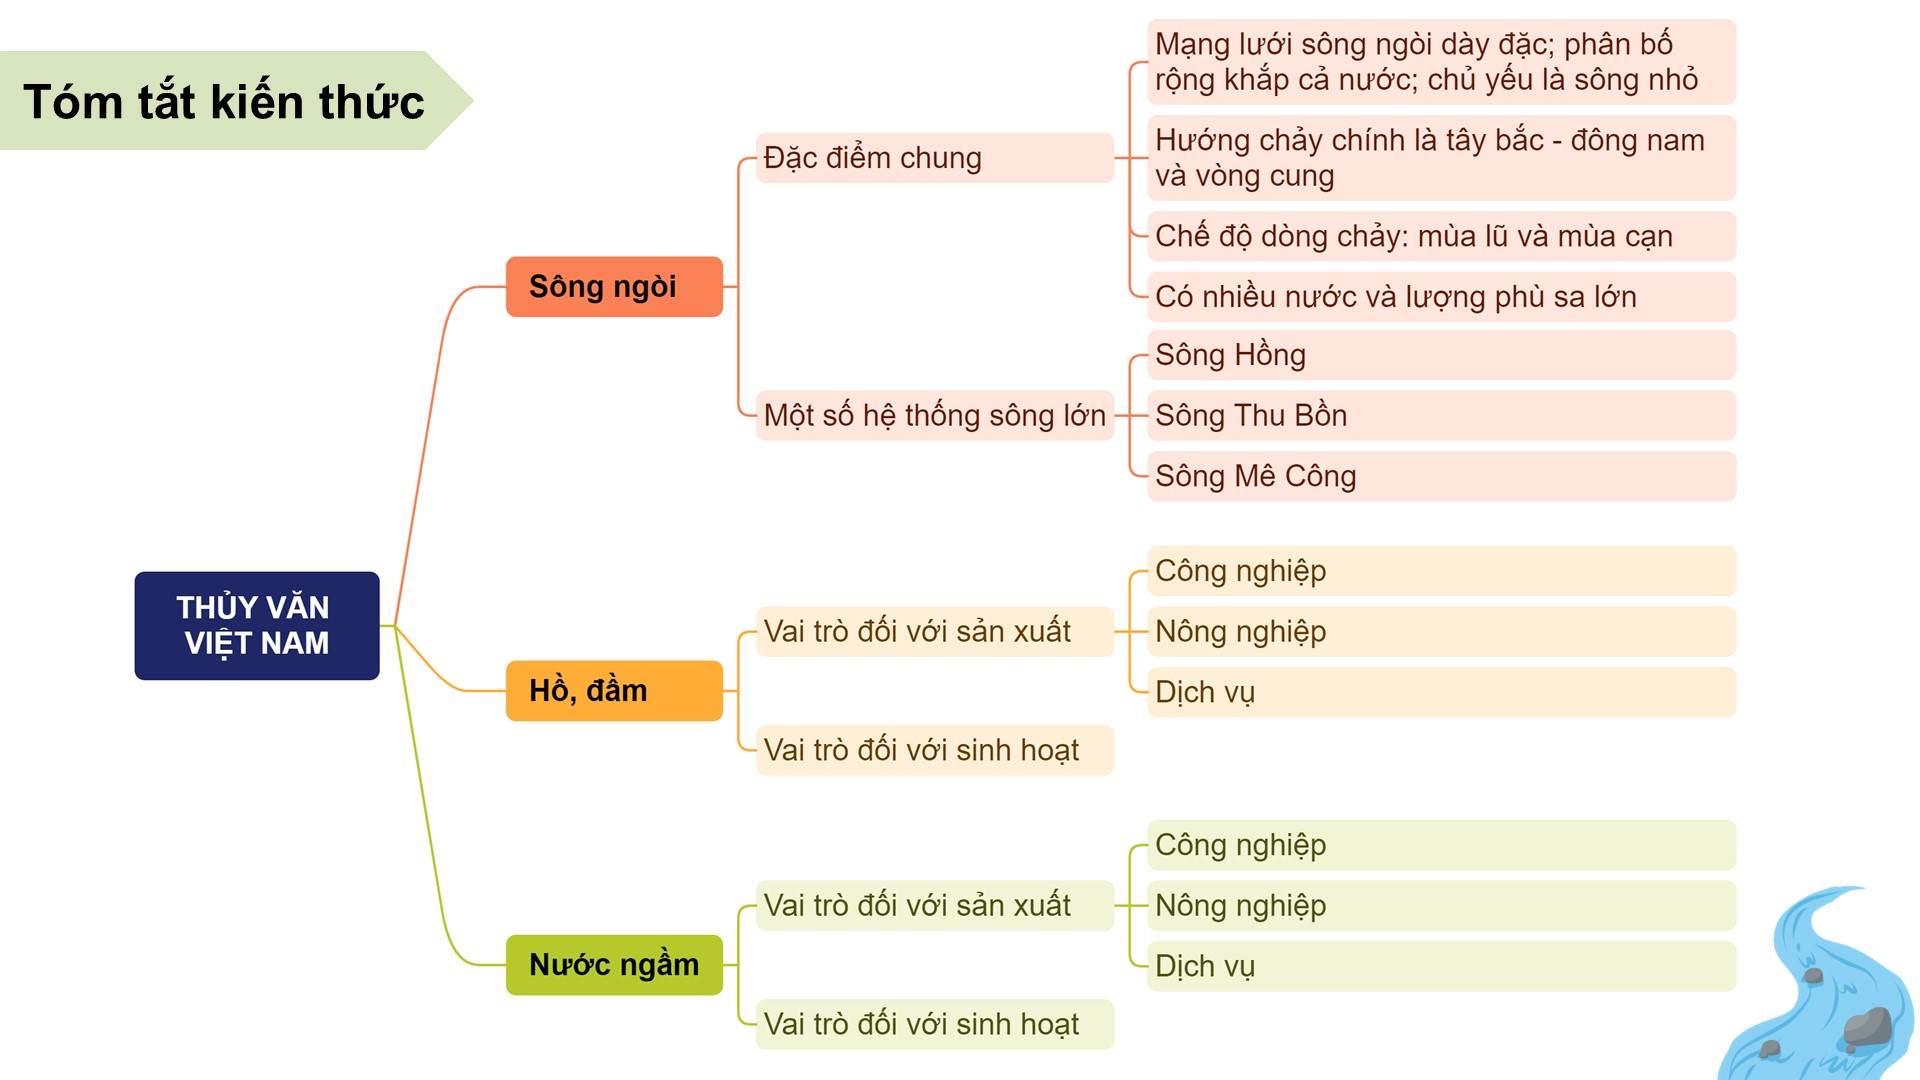 Tóm tắt kiến thức
THỦY VĂN
VIỆT NAM
Sông ngòi
Đặc điểm chung
Mạng lưới sông ngòi dày đặc; phân bố
rộng khắp cả nước; chủ yếu là sông nhỏ
Hướng chảy chính là tây bắc - đông nam
và vòng cung
Chế độ dòng chảy: mùa lũ và mùa cạn
Có nhiều nước và lượng phù sa lớn
Một số hệ thống sông lớn
Sông Hồng
Sông Thu Bồn
Sông Mê Công
Hồ, đầm
Vai trò đối với sản xuất
Công nghiệp
Nông nghiệp
Dịch vụ
Vai trò đối với sinh hoạt
Nước ngầm
Vai trò đối với sản xuất
Công nghiệp
Nông nghiệp
Dịch vụ
Vai trò đối với sinh hoạt